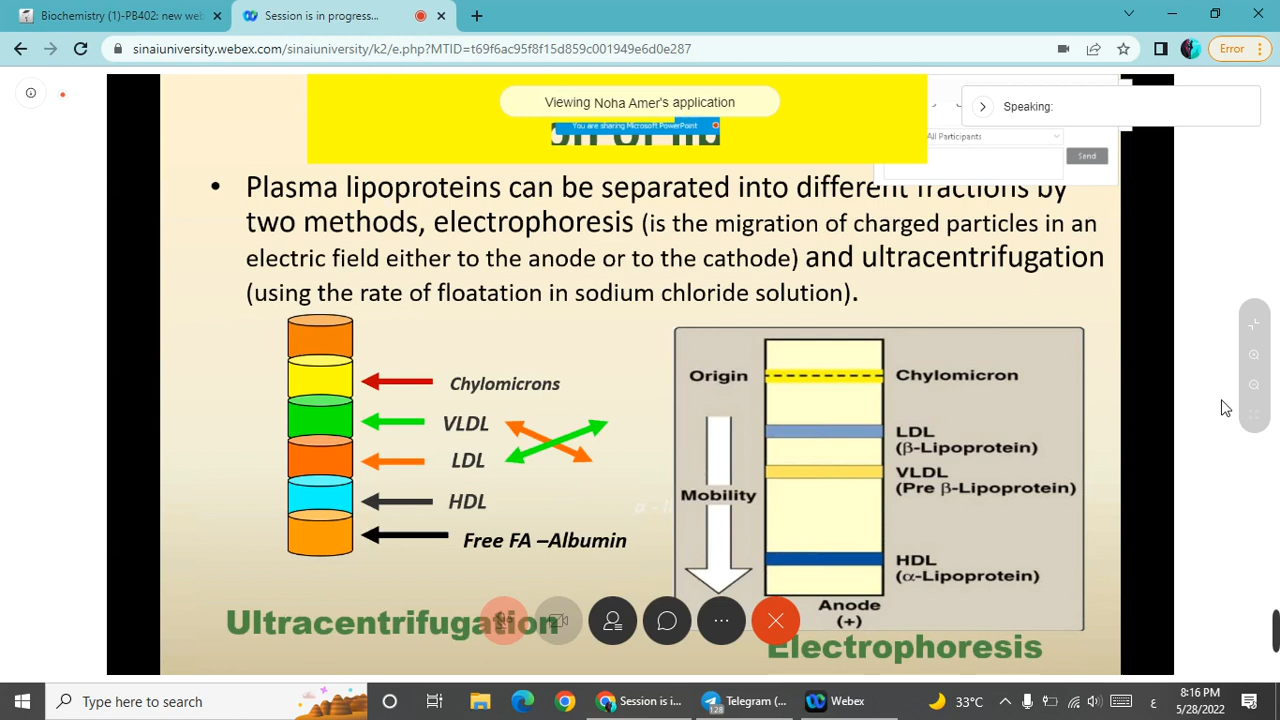 Biochemistry (1)-PB402: new web
Session is in progress...
sinaiuniversity.webex.com/sinaiuniversity/k2/e.php?MTID=t69f6ac95f8f15d859c001949e6d0e287
Error
Viewing Noha Amer's application
You are sharing Microsoft PowerPoint
Speaking:
All Participants
Send
• Plasma lipoproteins can be separated into different fractions by
two methods, electrophoresis (is the migration of charged particles in an
electric field either to the anode or to the cathode) and ultracentrifugation
(using the rate of floatation in sodium chloride solution).
Chylomicrons
VLDL
LDL
HDL
Free FA –Albumin
Ultracentrifugation
Origin
Mobility
Chylomicron
LDL
(β-Lipoprotein)
VLDL
(Pre β-Lipoprotein)
HDL
(α-Lipoprotein)
Anode
(+)
Electrophoresis
Type here to search
Session is i...
Telegram (...
128
Webex
33°C
ع
8:16 PM
5/28/2022